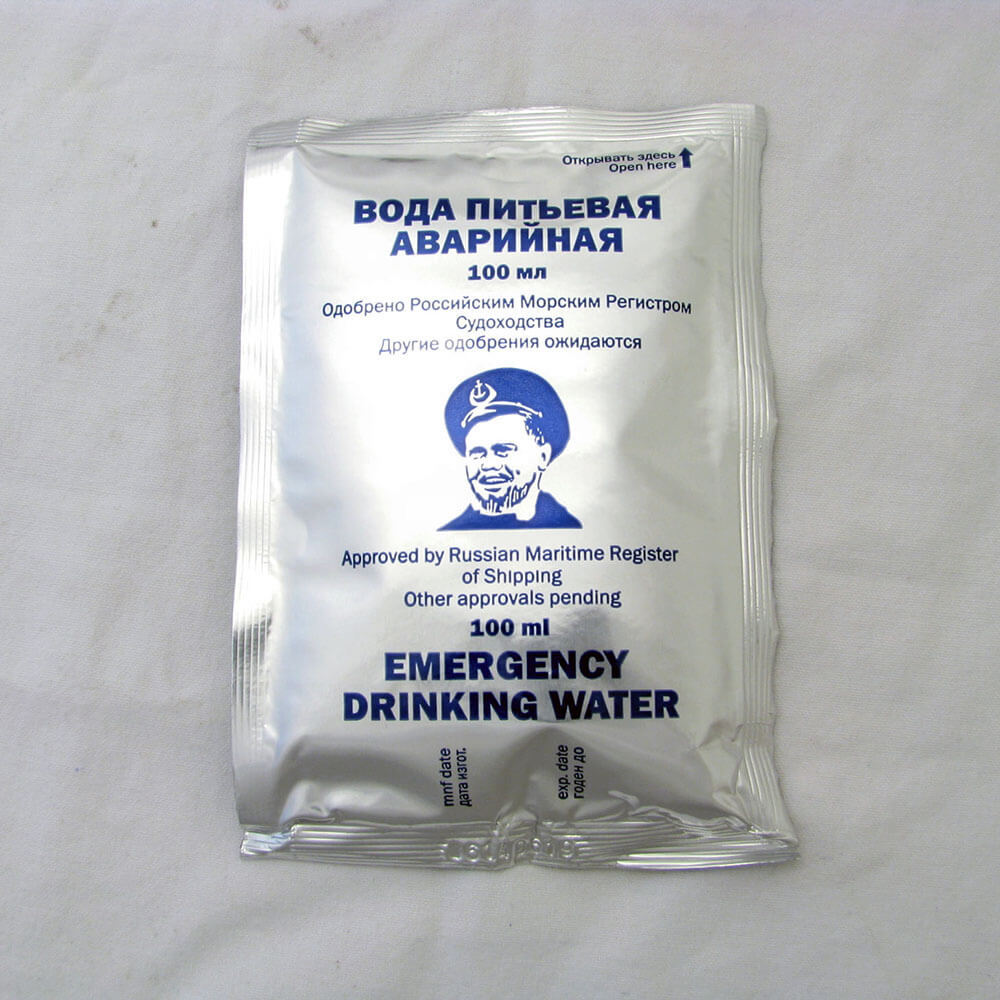 Открывать здесь
Open here
ВОДА ПИТЬЕВАЯ
АВАРИЙНАЯ
100 мл
Одобрено Российским Морским Регистром
Судоходства
Другие одобрения ожидаются
Approved by Russian Maritime Register
of Shipping
Other approvals pending
100 ml
EMERGENCY
DRINKING WATER
mnf date
дата изгот.
exp. date
годен до